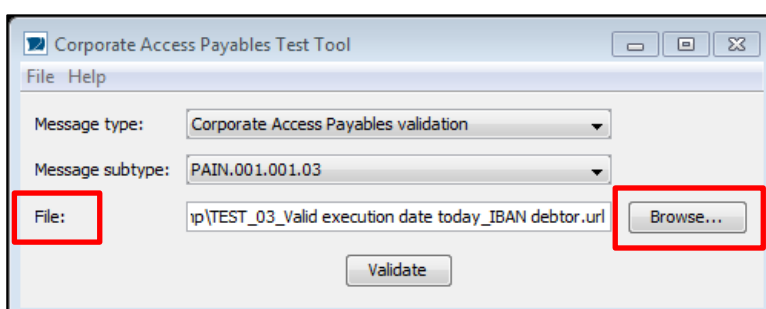 Corporate Access Payables Test Tool
File Help
Message type: Corporate Access Payables validation
Message subtype: PAIN.001.001.03
File: ıp\TEST_03_Valid execution date today_IBAN debtor.url Browse...
Validate